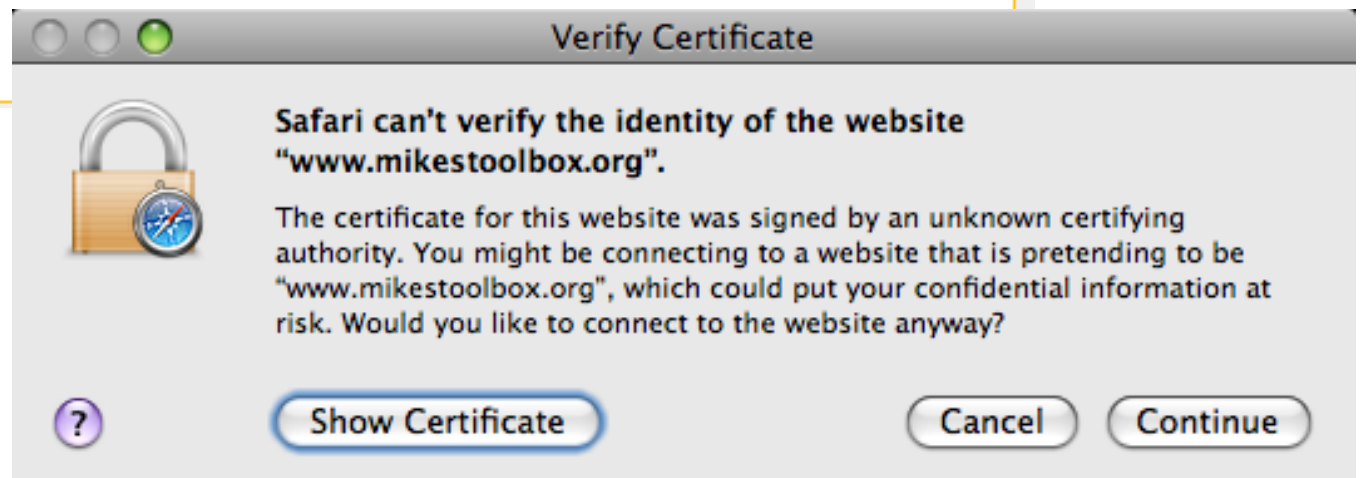 Verify Certificate
Safari can't verify the identity of the website
“www.mikestoolbox.org”.
The certificate for this website was signed by an unknown certifying
authority. You might be connecting to a website that is pretending to be
“www.mikestoolbox.org”, which could put your confidential information at
risk. Would you like to connect to the website anyway?
?
Show Certificate
Cancel
Continue